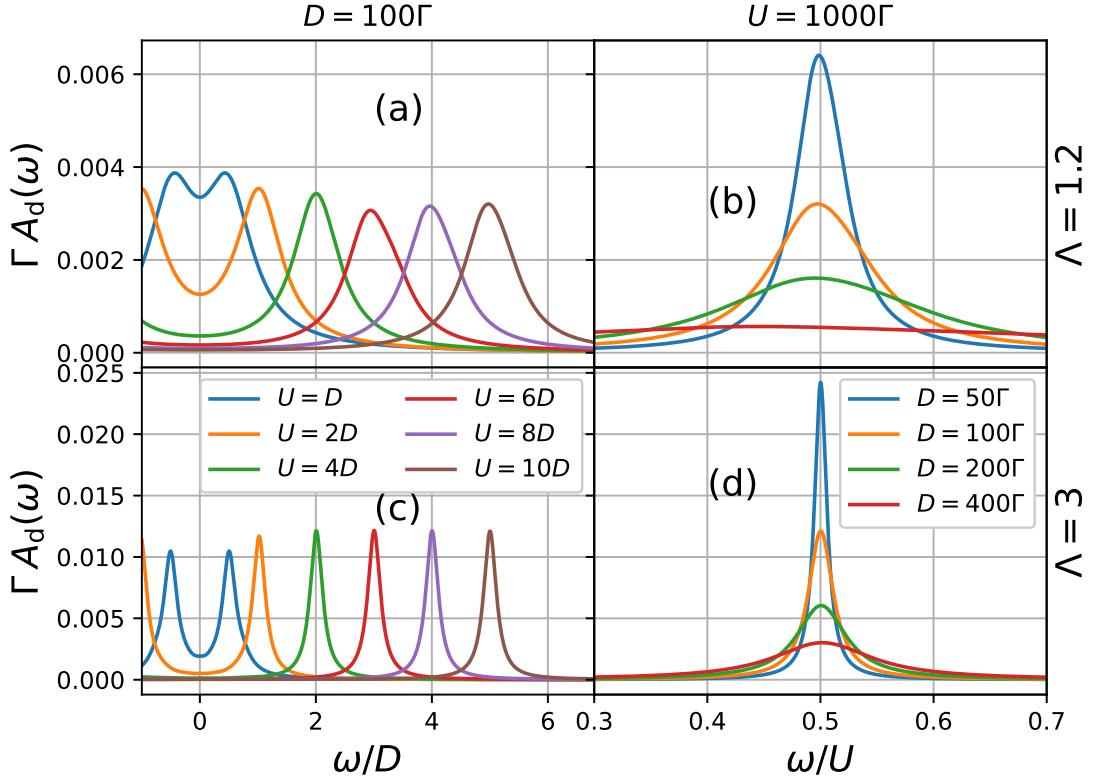 D = 100Γ
U = 1000Γ
0.006
0.004
0.002
0.000
Γ A_d(ω)
(a)
(b)
Λ = 1.2
0.025
0.020
0.015
0.010
0.005
0.000
Γ A_d(ω)
U = D
U = 2D
U = 4D
U = 6D
U = 8D
U = 10D
(c)
(d)
D = 50Γ
D = 100Γ
D = 200Γ
D = 400Γ
Λ = 3
0 2 4 6
0.3 0.4 0.5 0.6 0.7
ω/D
ω/U